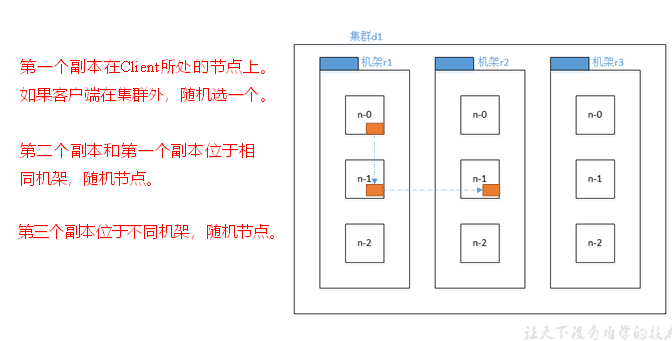 第一个副本在Client所处的节点上。
如果客户端在集群外，随机选一个。
第二个副本和第一个副本位于相
同机架，随机节点。
第三个副本位于不同机架，随机节点。
集群d1
机架r1
机架r2
机架r3
n-0
n-0
n-0
n-1
n-1
n-1
n-2
n-2
n-2
让天下没有难学的技术